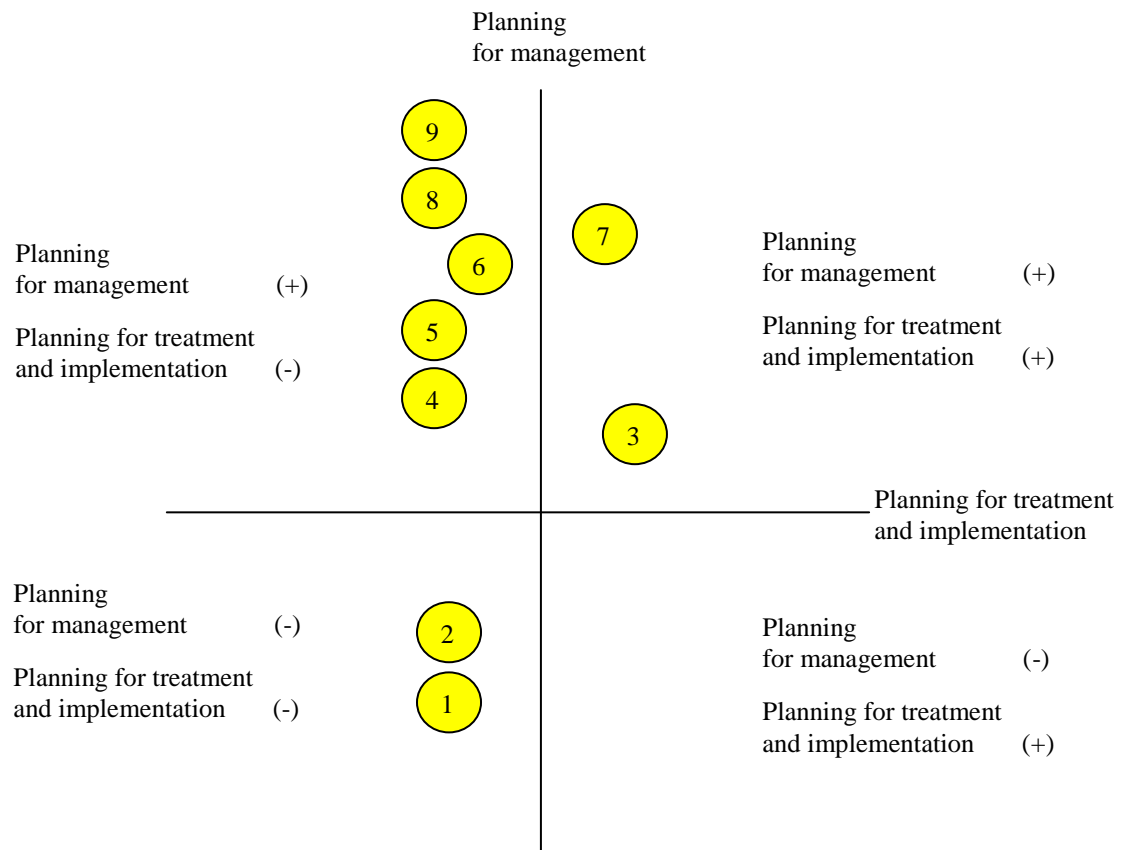 Planning
for management
9
8
7
6
5
4
3
Planning
for management (+)
Planning for treatment
and implementation (-)
Planning
for management (+)
Planning for treatment
and implementation (+)
Planning for treatment
and implementation
Planning
for management (-)
Planning for treatment
and implementation (-)
2
1
Planning
for management (-)
Planning for treatment
and implementation (+)